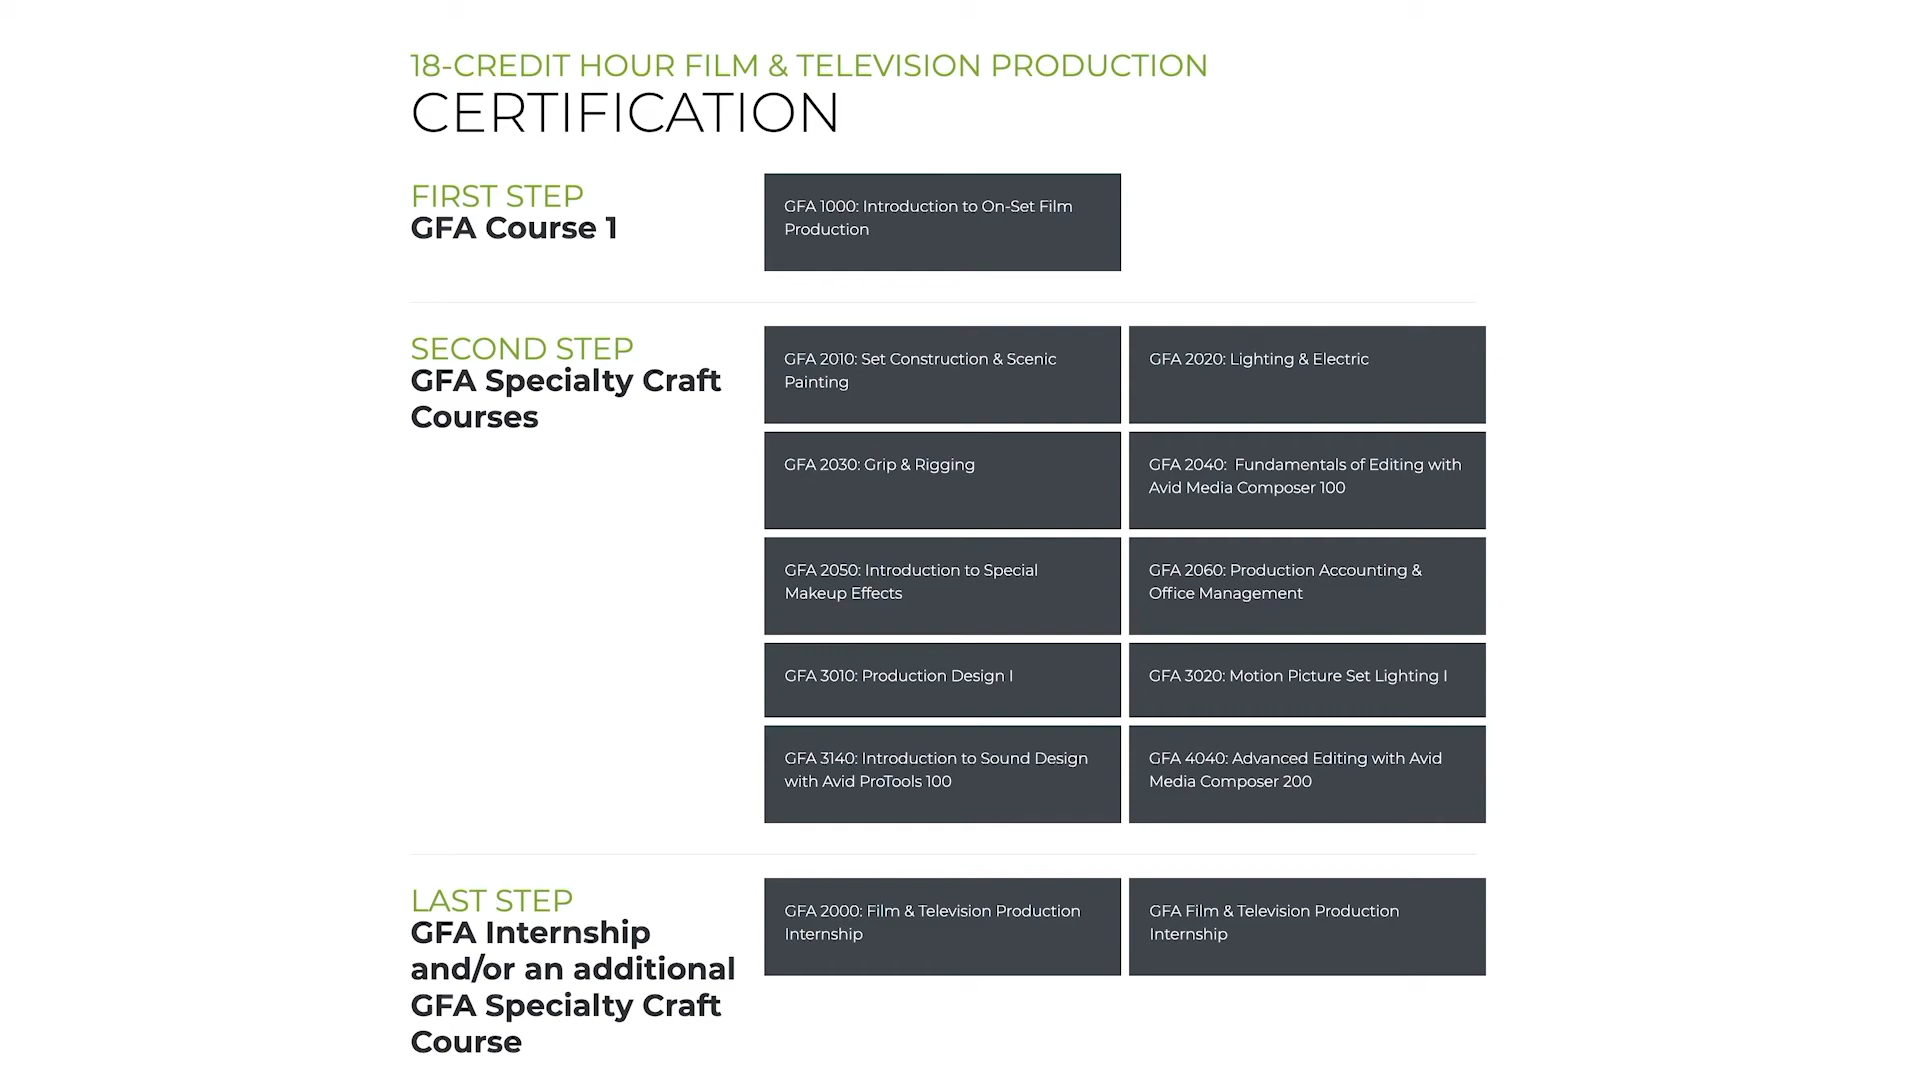 18-CREDIT HOUR FILM & TELEVISION PRODUCTION
CERTIFICATION
FIRST STEP
GFA Course 1
GFA 1000: Introduction to On-Set Film
Production
SECOND STEP
GFA Specialty Craft
Courses
GFA 2010: Set Construction & Scenic
Painting
GFA 2020: Lighting & Electric
GFA 2030: Grip & Rigging
GFA 2040: Fundamentals of Editing with
Avid Media Composer 100
GFA 2050: Introduction to Special
Makeup Effects
GFA 2060: Production Accounting &
Office Management
GFA 3010: Production Design I
GFA 3020: Motion Picture Set Lighting I
GFA 3140: Introduction to Sound Design
with Avid ProTools 100
GFA 4040: Advanced Editing with Avid
Media Composer 200
LAST STEP
GFA Internship
and/or an additional
GFA Specialty Craft
Course
GFA 2000: Film & Television Production
Internship
GFA Film & Television Production
Internship